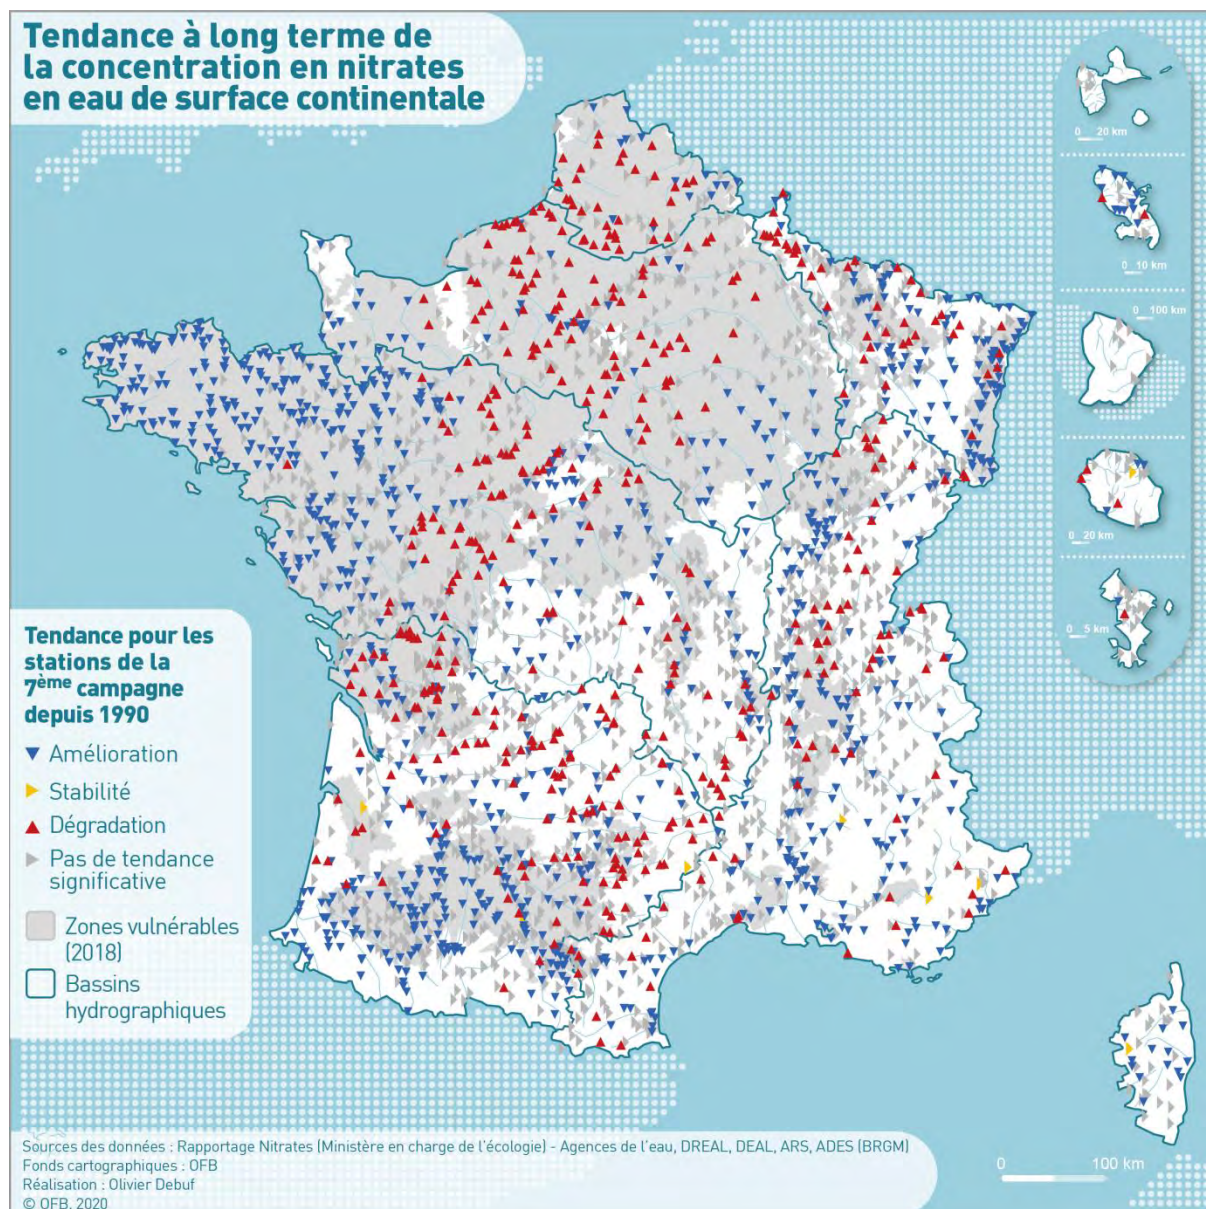 Tendance à long terme de
la concentration en nitrates
en eau de surface continentale
0 20 km
0 10 km
0 100 km
0 20 km
0 5 km
Tendance pour les
stations de la
7ème campagne
depuis 1990
Amélioration
Stabilité
Dégradation
Pas de tendance
significative
Zones vulnérables
(2018)
Bassins
hydrographiques
Sources des données : Rapportage Nitrates (Ministère en charge de l'écologie) - Agences de l'eau, DREAL, DEAL, ARS, ADES (BRGM)
Fonds cartographiques : OFB
Réalisation : Olivier Debuf
© OFB, 2020
0 100 km